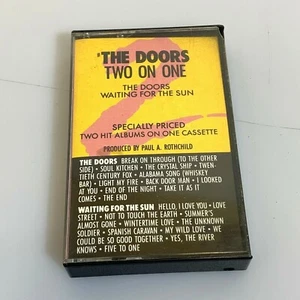 THE DOORS
TWO ON ONE
THE DOORS
WAITING FOR THE SUN
SPECIALLY PRICED
TWO HIT ALBUMS ON ONE CASSETTE
PRODUCED BY PAUL A. ROTHCHILD
THE DOORS BREAK ON THROUGH (TO THE OTHER
SIDE) • SOUL KITCHEN • THE CRYSTAL SHIP • TWEN-
TIETH CENTURY FOX • ALABAMA SONG (WHISKEY
BAR) • LIGHT MY FIRE • BACK DOOR MAN • I LOOKED
AT YOU • END OF THE NIGHT • TAKE IT AS IT
COMES • THE END
WAITING FOR THE SUN HELLO, I LOVE YOU • LOVE
STREET • NOT TO TOUCH THE EARTH • SUMMER'S
ALMOST GONE • WINTERTIME LOVE • THE UNKNOWN
SOLDIER • SPANISH CARAVAN • MY WILD LOVE • WE
COULD BE SO GOOD TOGETHER • YES, THE RIVER
KNOWS • FIVE TO ONE